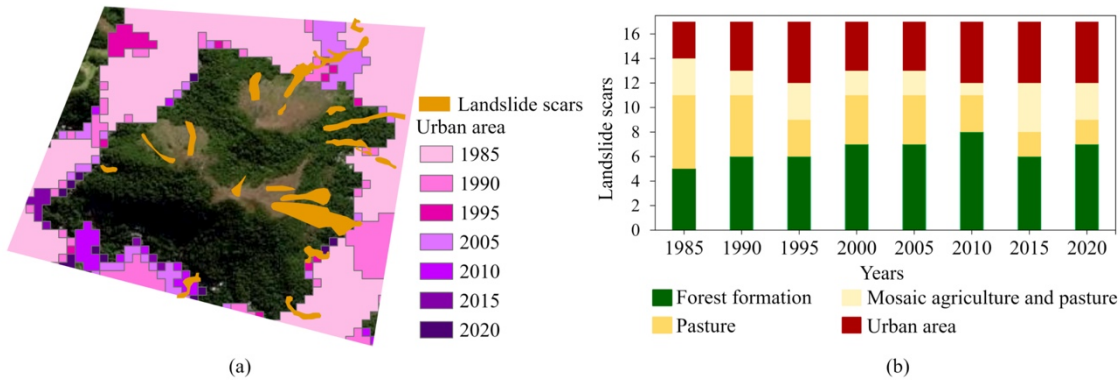 Landslide scars
Urban area
1985
1990
1995
2005
2010
2015
2020
(a)
Landslide scars
16
14
12
10
8
6
4
2
0
1985 1990 1995 2000 2005 2010 2015 2020
Years
Forest formation
Mosaic agriculture and pasture
Pasture
Urban area
(b)